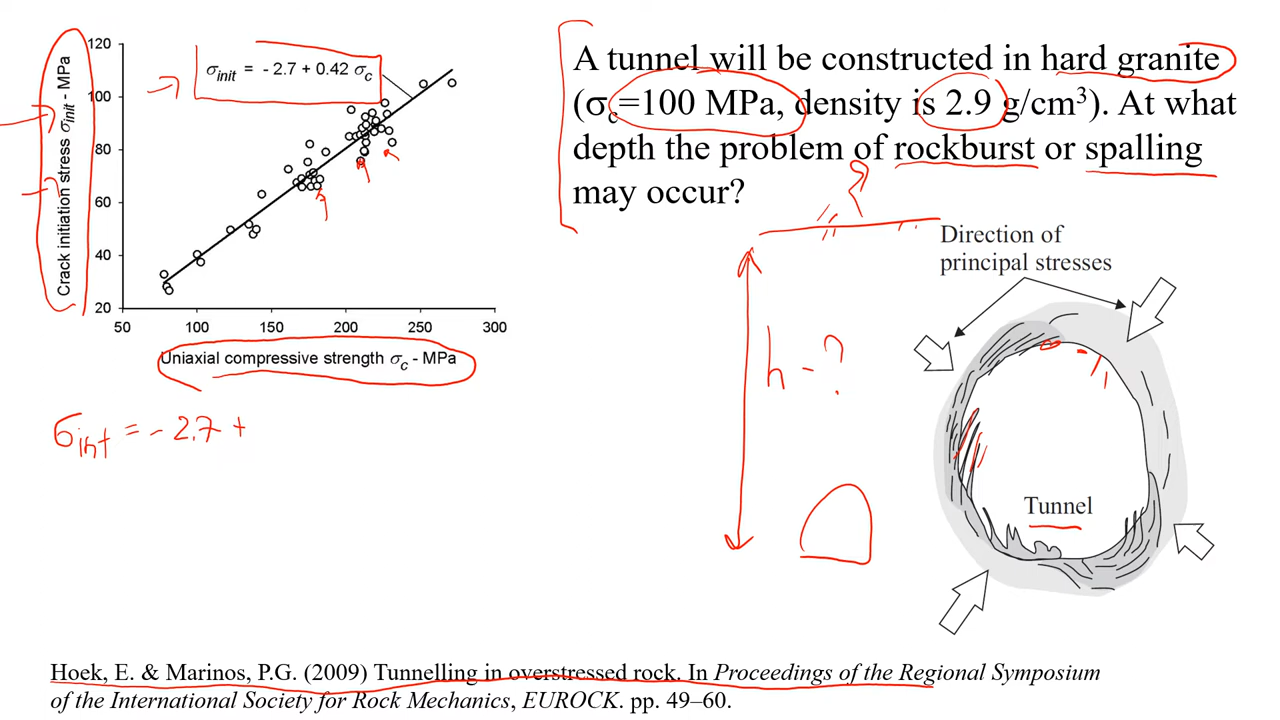 120
100
80
60
40
20
50 100 150 200 250 300
Crack initiation stress σinit - MPa
σinit = - 2.7 + 0.42 σc
Uniaxial compressive strength σc - MPa
σint = - 2.7 +
A tunnel will be constructed in hard granite
(σc=100 MPa, density is 2.9 g/cm³). At what
depth the problem of rockburst or spalling
may occur?
h - ?
Direction of
principal stresses
Tunnel
Hoek, E. & Marinos, P.G. (2009) Tunnelling in overstressed rock. In Proceedings of the Regional Symposium
of the International Society for Rock Mechanics, EUROCK. pp. 49–60.